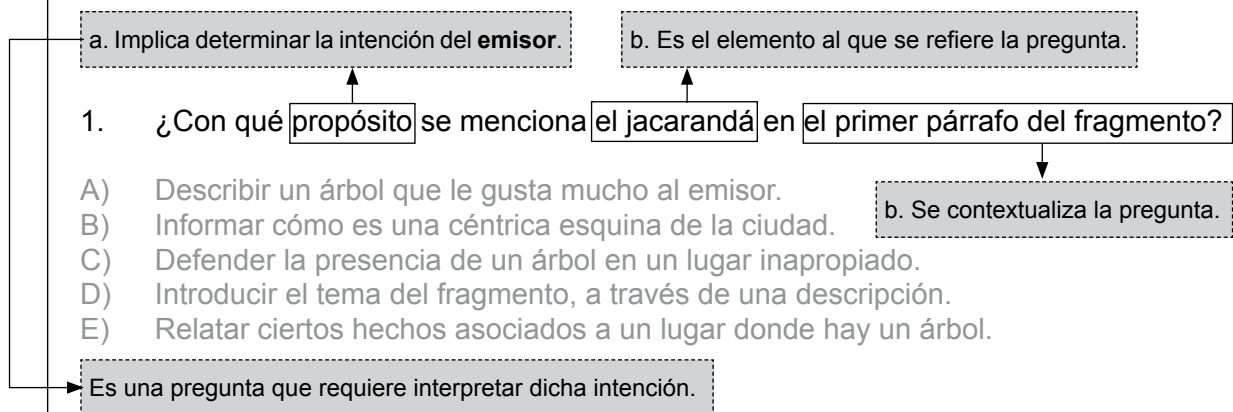 a. Implica determinar la intención del emisor.
b. Es el elemento al que se refiere la pregunta.
1. ¿Con qué propósito se menciona el jacarandá en el primer párrafo del fragmento?
A) Describir un árbol que le gusta mucho al emisor.
B) Informar cómo es una céntrica esquina de la ciudad.
b. Se contextualiza la pregunta.
C) Defender la presencia de un árbol en un lugar inapropiado.
D) Introducir el tema del fragmento, a través de una descripción.
E) Relatar ciertos hechos asociados a un lugar donde hay un árbol.
Es una pregunta que requiere interpretar dicha intención.